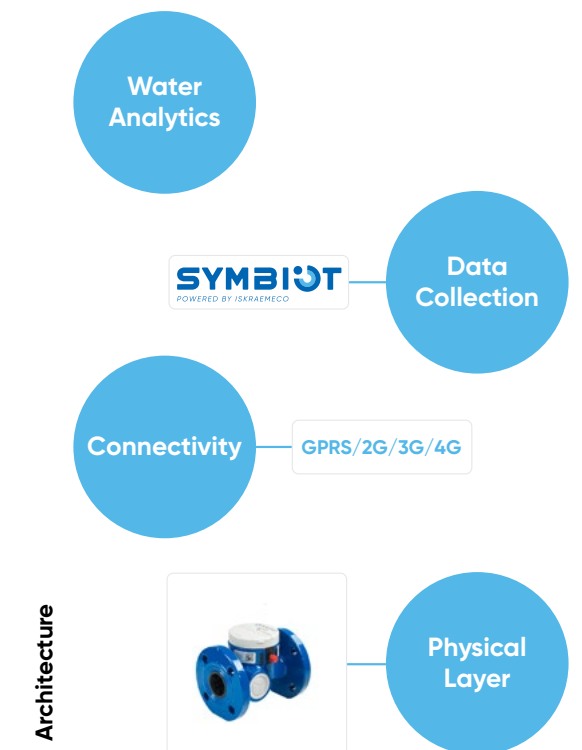 Water
Analytics
SYMBIOT
POWERED BY ISKRAEMECO
Data
Collection
Connectivity
GPRS/2G/3G/4G
Architecture
Physical
Layer